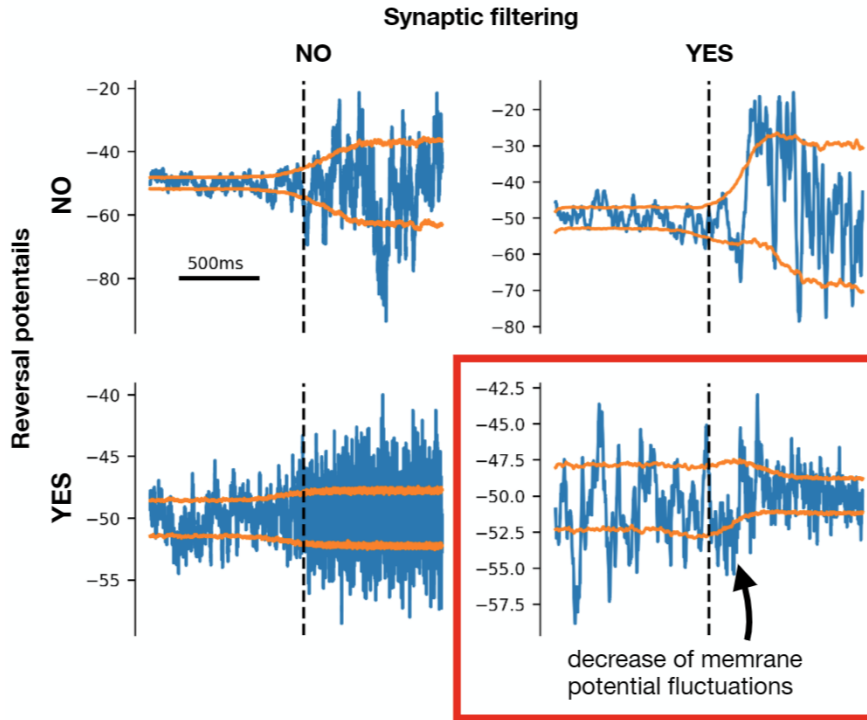 Synaptic filtering
NO
YES
Reversal potentails
NO
−20
−40
−60
−80
500ms
−20
−30
−40
−50
−60
−70
−80
YES
−40
−45
−50
−55
−42.5
−45.0
−47.5
−50.0
−52.5
−55.0
−57.5
decrease of memrane
potential fluctuations